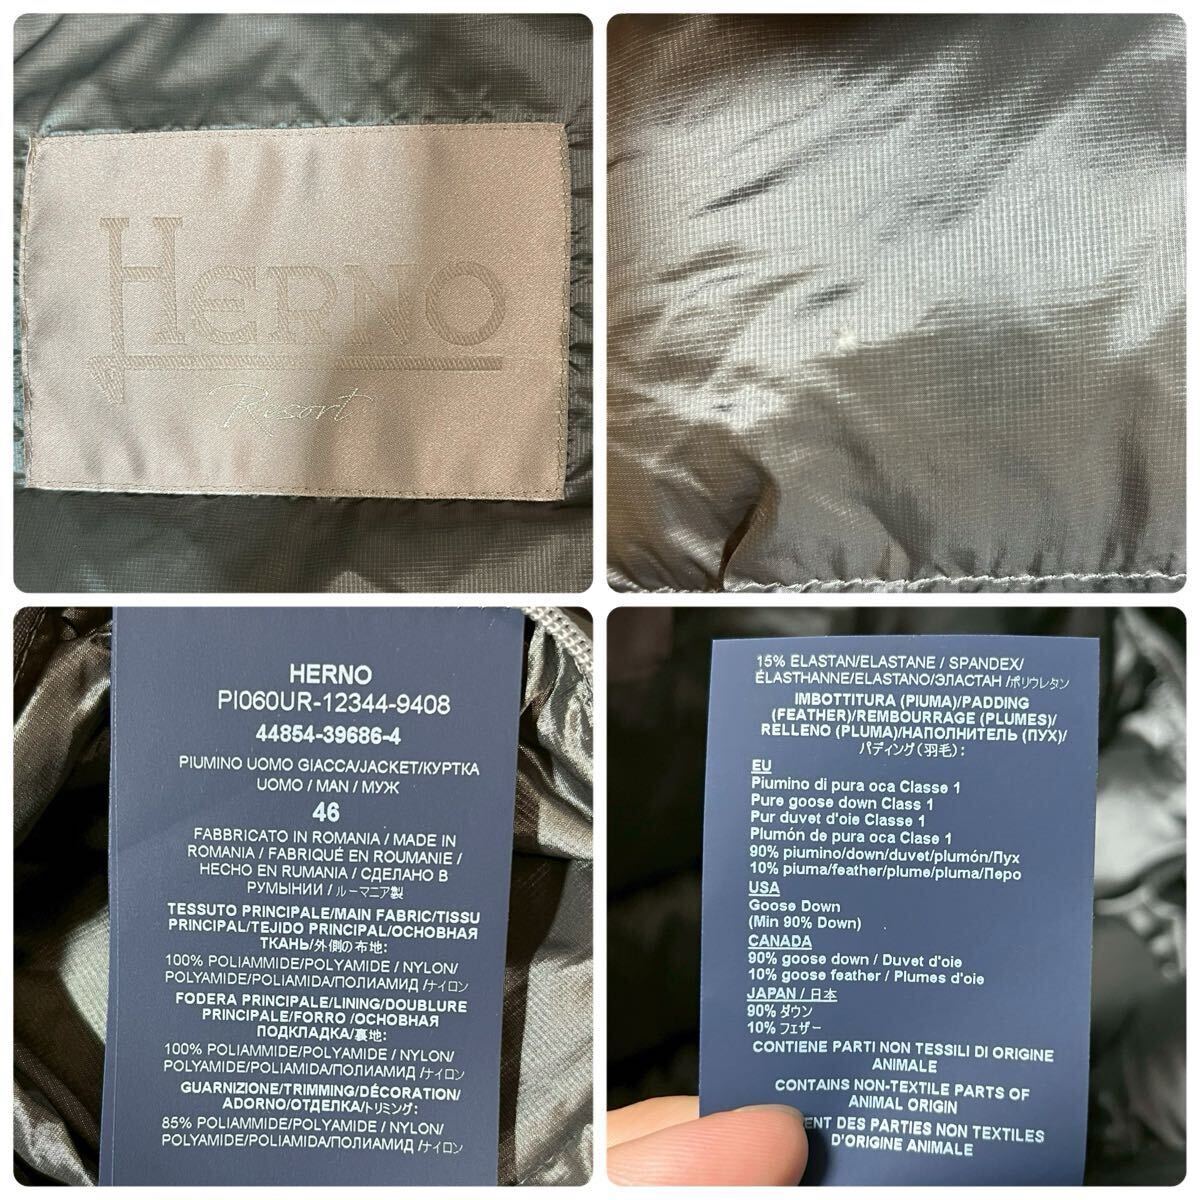 HERNO
Resort
HERNO
PI060UR-12344-9408
44854-39686-4
PIUMINO UOMO GIACCA/JACKET/КУРТКА
UOMO / MAN / МУЖ
46
FABBRICATO IN ROMANIA / MADE IN
ROMANIA / FABRIQUÉ EN ROUMANIE /
HECHO EN RUMANIA / СДЕЛАНО В
РУМЫНИИ / ルーマニア製
TESSUTO PRINCIPALE/MAIN FABRIC/TISSU
PRINCIPAL/TEJIDO PRINCIPAL/ОСНОВНАЯ
ТКАНЬ/外側の布地:
100% POLIAMMIDE/POLYAMIDE / NYLON/
POLYAMIDE/POLIAMIDA/ПОЛИАМИД /ナイロン
FODERA PRINCIPALE/LINING/DOUBLURE
PRINCIPALE/FORRO /ОСНОВНАЯ
ПОДКЛАДКА/裏地:
100% POLIAMMIDE/POLYAMIDE / NYLON/
POLYAMIDE/POLIAMIDA/ПОЛИАМИД /ナイロン
GUARNIZIONE/TRIMMING/DÉCORATION/
ADORNO/ОТДЕЛКА/トリミング:
85% POLIAMMIDE/POLYAMIDE / NYLON/
POLYAMIDE/POLIAMIDA/ПОЛИАМИД /ナイロン
15% ELASTAN/ELASTANE / SPANDEX/
ÉLASTHANNE/ELASTANO/ЭЛАСТАН /ポリウレタン
IMBOTTITURA (PIUMA)/PADDING
(FEATHER)/REMBOURRAGE (PLUMES)/
RELLENO (PLUMA)/НАПОЛНИТЕЛЬ (ПУХ)/
パディング(羽毛):
EU
Piumino di pura oca Classe 1
Pure goose down Class 1
Pur duvet d'oie Classe 1
Plumón de pura oca Clase 1
90% piumino/down/duvet/plumón/Пух
10% piuma/feather/plume/pluma/Перо
USA
Goose Down
(Min 90% Down)
CANADA
90% goose down / Duvet d'oie
10% goose feather / Plumes d'oie
JAPAN / 日本
90% ダウン
10% フェザー
CONTIENE PARTI NON TESSILI DI ORIGINE
ANIMALE
CONTAINS NON-TEXTILE PARTS OF
ANIMAL ORIGIN
ENT DES PARTIES NON TEXTILES
D'ORIGINE ANIMALE